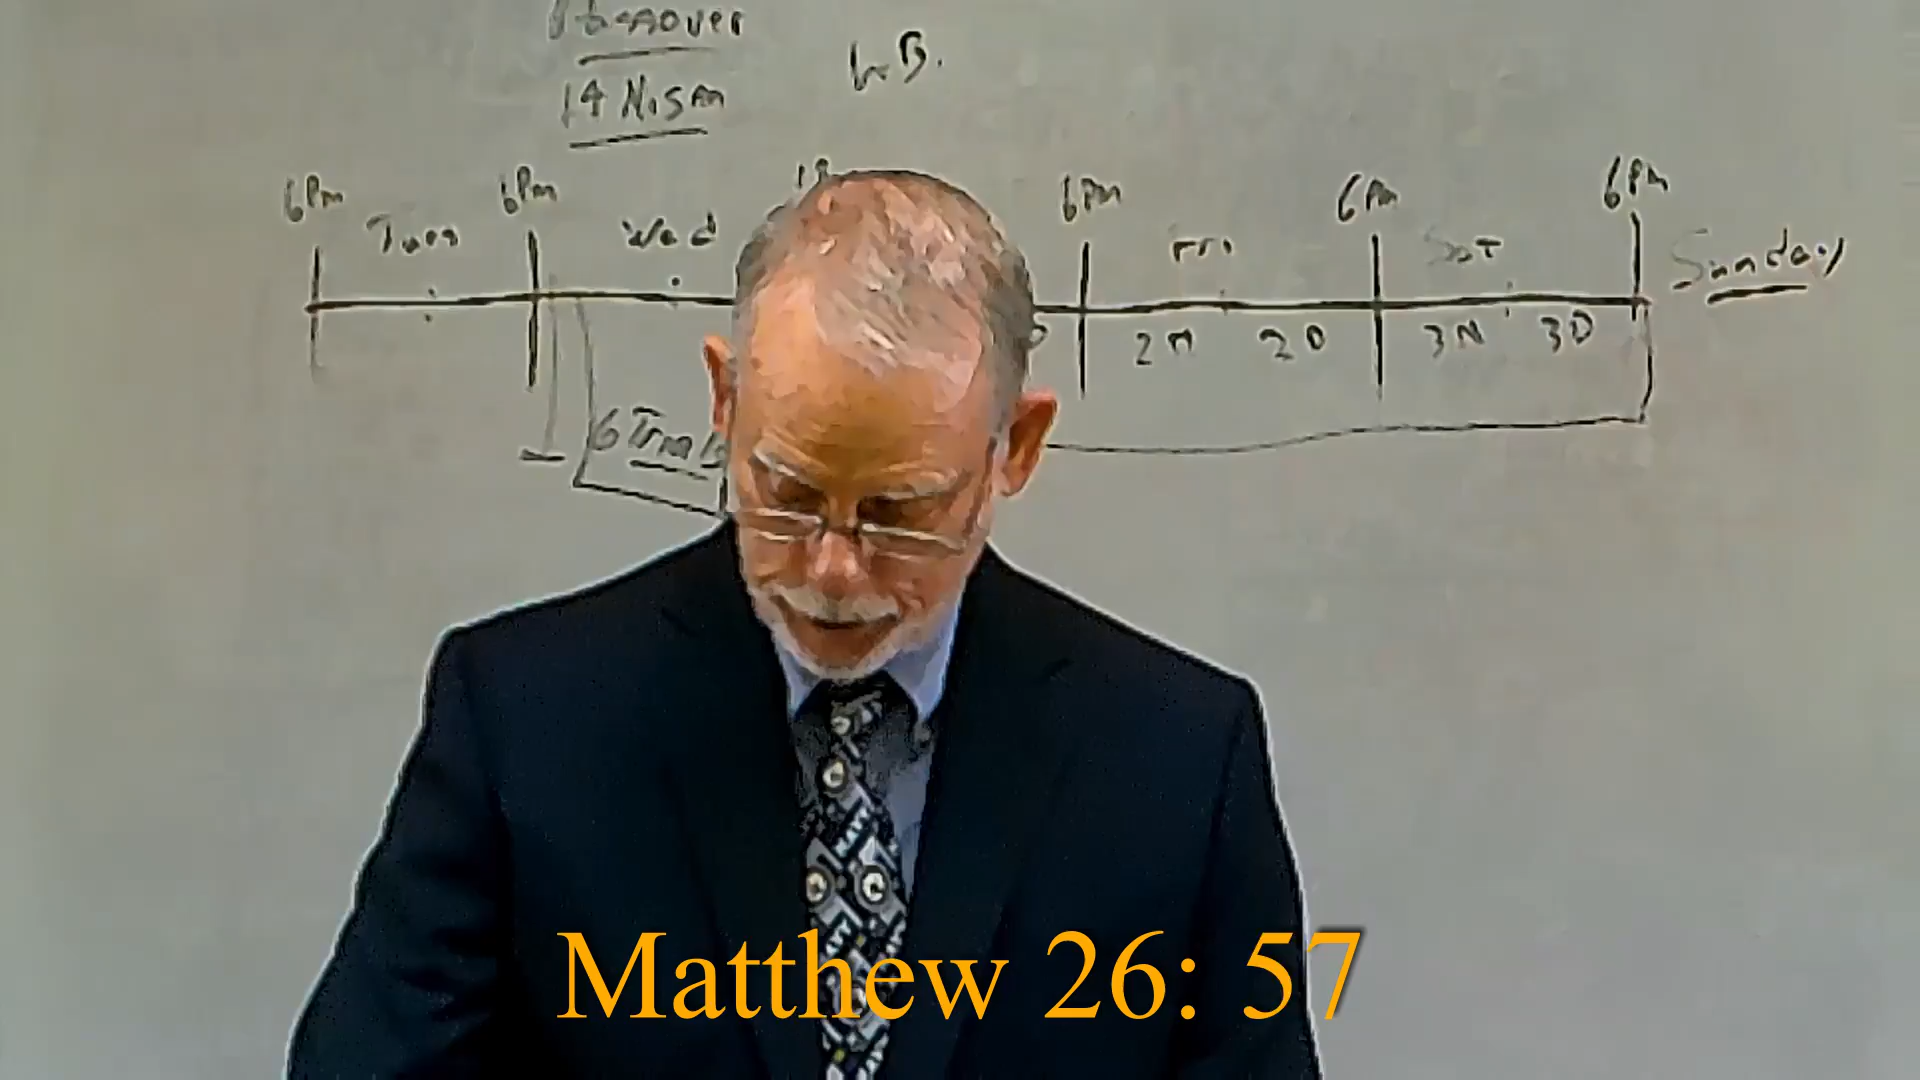 Passover
14 Nisan
6Pm 6Pm 6Pm 6Pm 6PM
Tues Wed Fri Sat Sunday
2N 2D 3N 3D
6 Trials
Matthew 26: 57